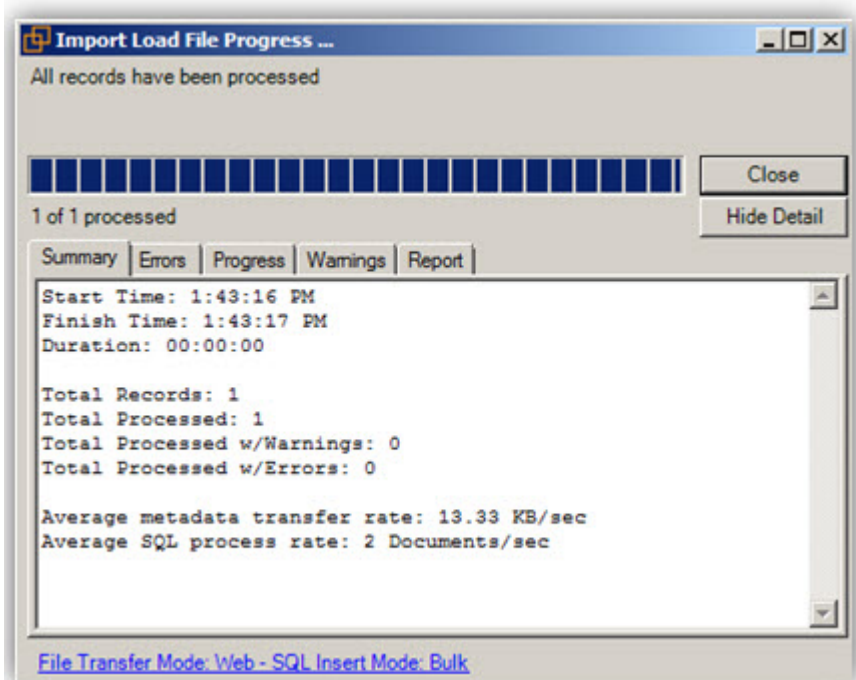 Import Load File Progress ...
All records have been processed
Close
1 of 1 processed
Hide Detail
Summary Errors Progress Warnings Report
Start Time: 1:43:16 PM
Finish Time: 1:43:17 PM
Duration: 00:00:00
Total Records: 1
Total Processed: 1
Total Processed w/Warnings: 0
Total Processed w/Errors: 0
Average metadata transfer rate: 13.33 KB/sec
Average SQL process rate: 2 Documents/sec
File Transfer Mode: Web - SQL Insert Mode: Bulk